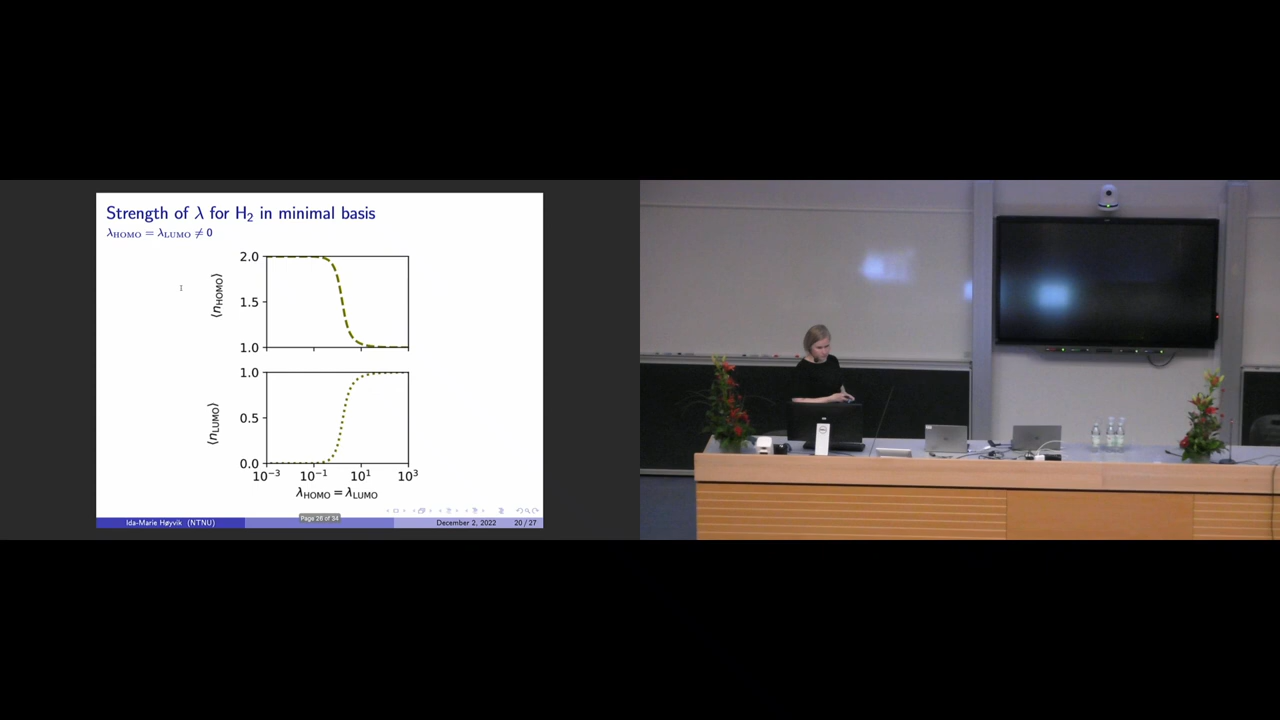 Strength of λ for H₂ in minimal basis
λHOMO = λLUMO ≠ 0
2.0
1.5
1.0
⟨nHOMO⟩
1.0
0.5
0.0
⟨nLUMO⟩
10⁻³ 10⁻¹ 10¹ 10³
λHOMO = λLUMO
Page 26 of 34
Ida-Marie Høyvik (NTNU) December 2, 2022 20 / 27